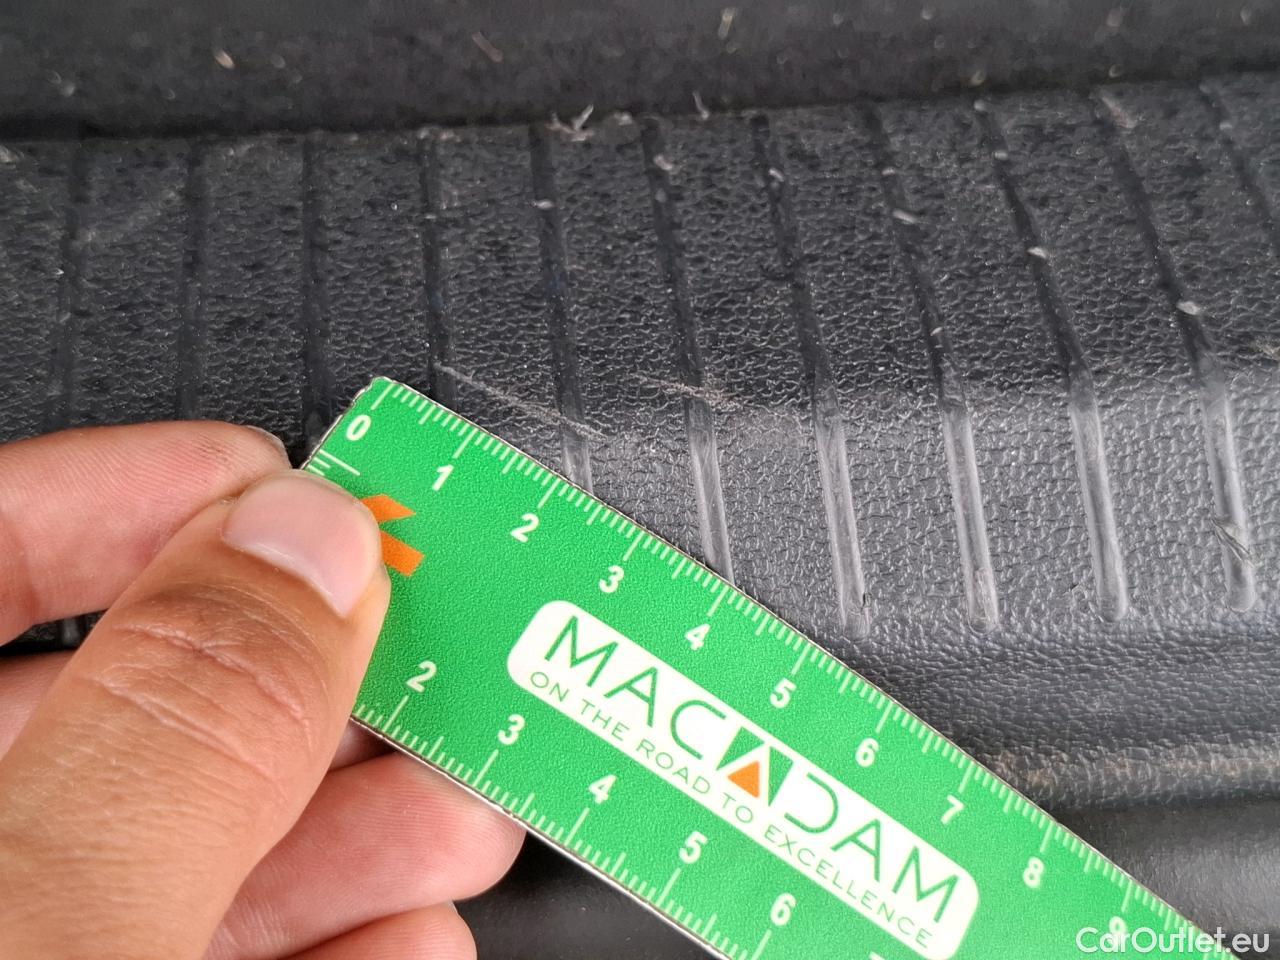 0 1 2 3 4 5 6 7 8 9
MACADAM
ON THE ROAD TO EXCELLENCE
2 3 4 5 6
CarOutlet.eu